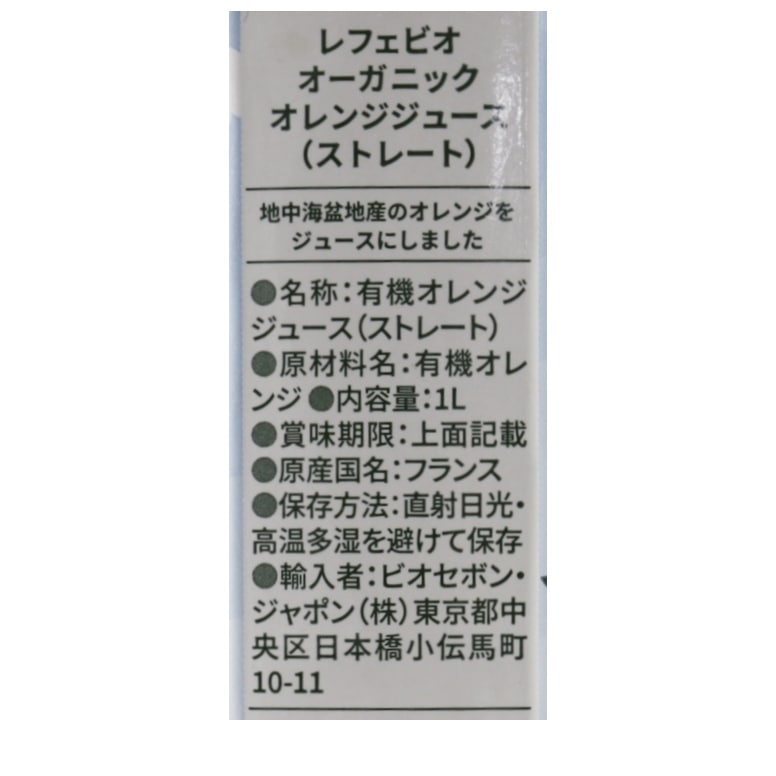 レフェビオ
オーガニック
オレンジジュース
（ストレート）
地中海盆地産のオレンジを
ジュースにしました
●名称：有機オレンジ
ジュース（ストレート）
●原材料名：有機オレ
ンジ ●内容量：1L
●賞味期限：上面記載
●原産国名：フランス
●保存方法：直射日光・
高温多湿を避けて保存
●輸入者：ビオセボン・
ジャポン（株）東京都中
央区日本橋小伝馬町
10-11